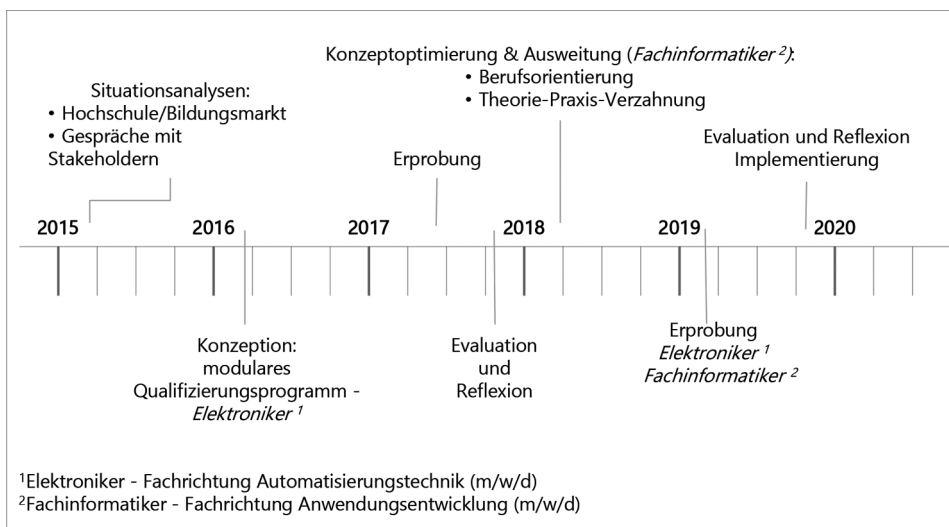 Konzeptoptimierung & Ausweitung (Fachinformatiker ²):
• Berufsorientierung
• Theorie-Praxis-Verzahnung
Situationsanalysen:
• Hochschule/Bildungsmarkt
• Gespräche mit
Stakeholdern
Erprobung
Evaluation und Reflexion
Implementierung
2015
2016
2017
2018
2019
2020
Konzeption:
modulares
Qualifizierungsprogramm -
Elektroniker ¹
Evaluation
und
Reflexion
Erprobung
Elektroniker ¹
Fachinformatiker ²
¹Elektroniker - Fachrichtung Automatisierungstechnik (m/w/d)
²Fachinformatiker - Fachrichtung Anwendungsentwicklung (m/w/d)